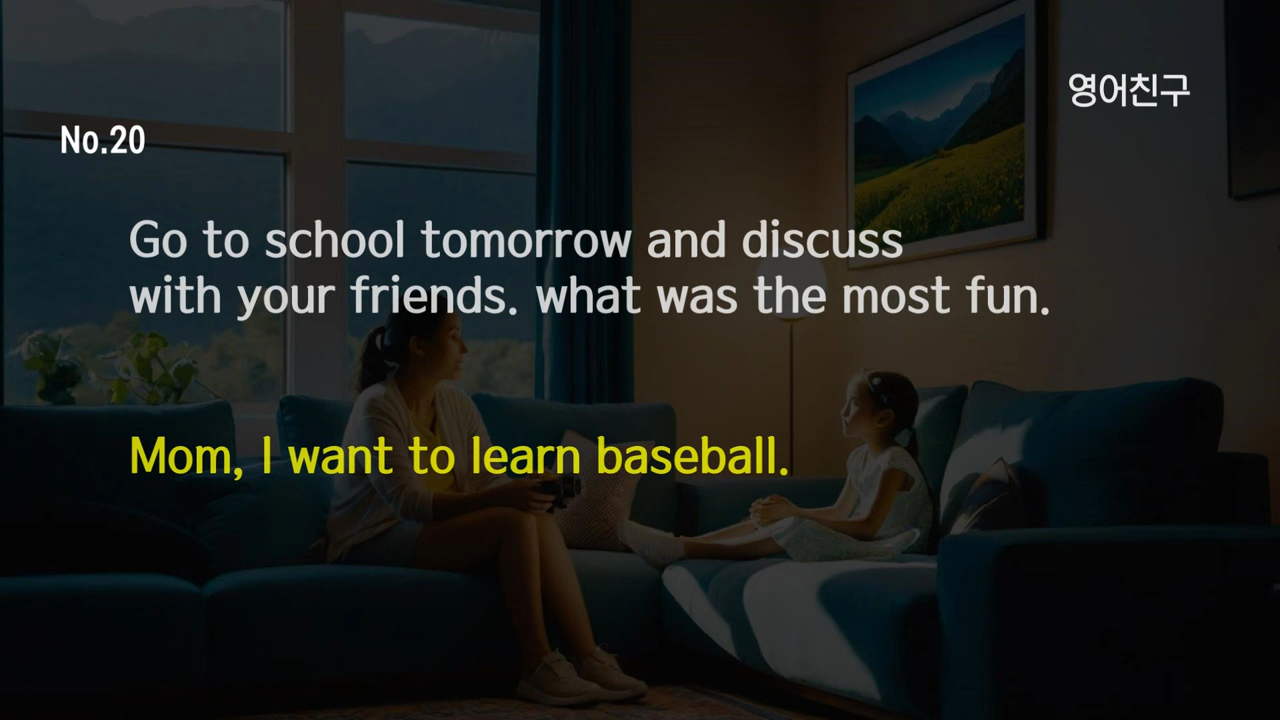 영어친구
No.20
Go to school tomorrow and discuss
with your friends. what was the most fun.
Mom, I want to learn baseball.